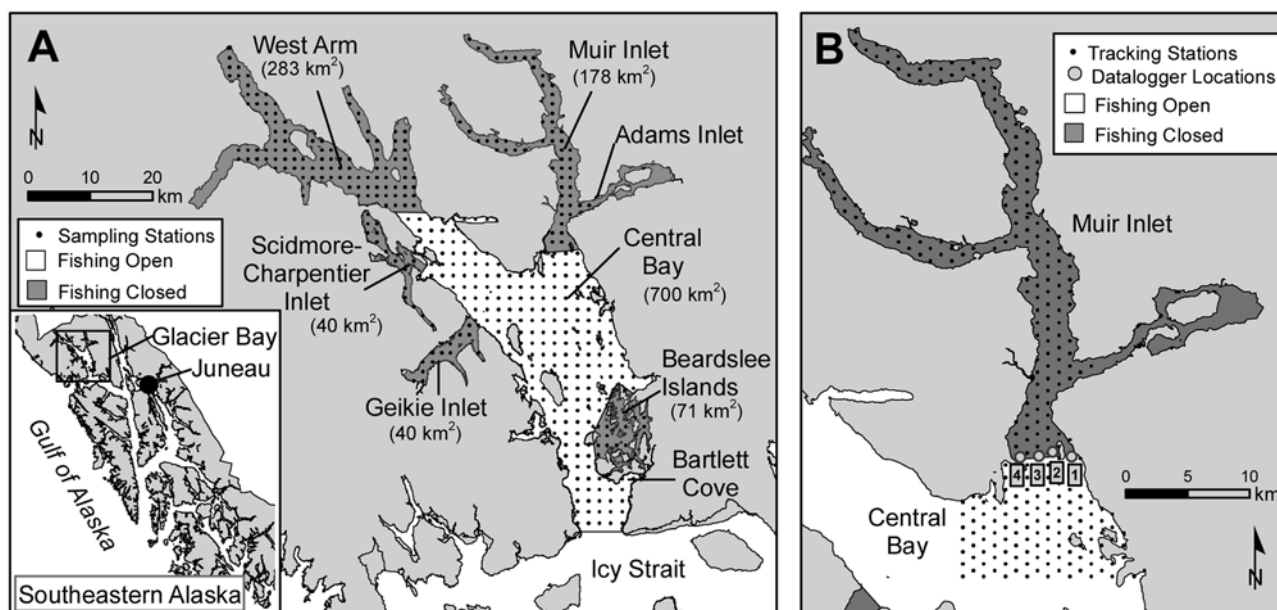 A
West Arm
(283 km²)
Muir Inlet
(178 km²)
Adams Inlet
N
0 10 20
km
Sampling Stations
Fishing Open
Fishing Closed
Scidmore-
Charpentier
Inlet
(40 km²)
Central
Bay
(700 km²)
Beardslee
Islands
(71 km²)
Geikie Inlet
(40 km²)
Bartlett
Cove
Icy Strait
Glacier Bay
Juneau
Gulf of Alaska
Southeastern Alaska
B
Tracking Stations
Datalogger Locations
Fishing Open
Fishing Closed
Muir Inlet
4 3 2 1
0 5 10
km
Central
Bay
N